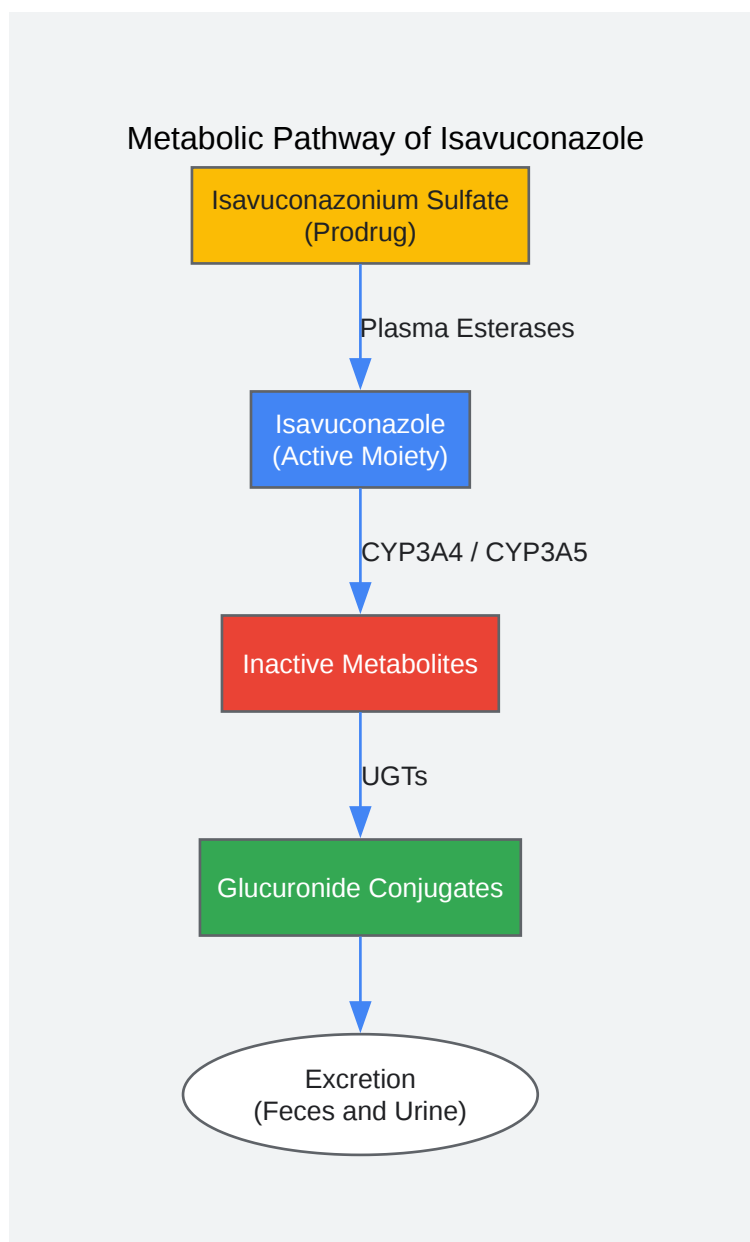 Metabolic Pathway of Isavuconazole
Isavuconazonium Sulfate
(Prodrug)
Plasma Esterases
Isavuconazole
(Active Moiety)
CYP3A4 / CYP3A5
Inactive Metabolites
UGTs
Glucuronide Conjugates
Excretion
(Feces and Urine)